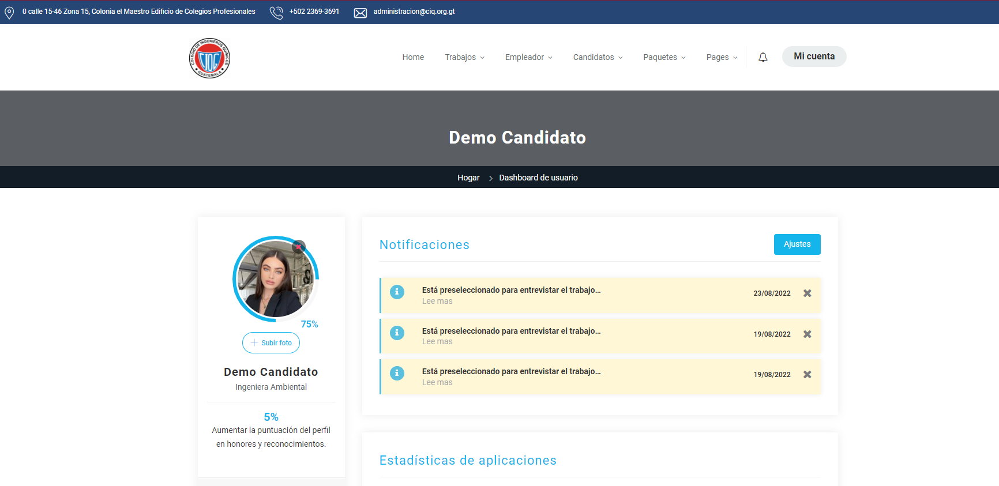 0 calle 15-46 Zona 15, Colonia el Maestro Edificio de Colegios Profesionales
+502 2369-3691
administracion@ciq.org.gt
COLEGIO DE INGENIEROS QUIMICOS
GUATEMALA
Home
Trabajos
Empleador
Candidatos
Paquetes
Pages
Mi cuenta
Demo Candidato
Hogar
Dashboard de usuario
75%
Subir foto
Demo Candidato
Ingeniera Ambiental
5%
Aumentar la puntuación del perfil
en honores y reconocimientos.
Notificaciones
Ajustes
Está preseleccionado para entrevistar el trabajo...
Lee mas
23/08/2022
Está preseleccionado para entrevistar el trabajo...
Lee mas
19/08/2022
Está preseleccionado para entrevistar el trabajo...
Lee mas
19/08/2022
Estadísticas de aplicaciones